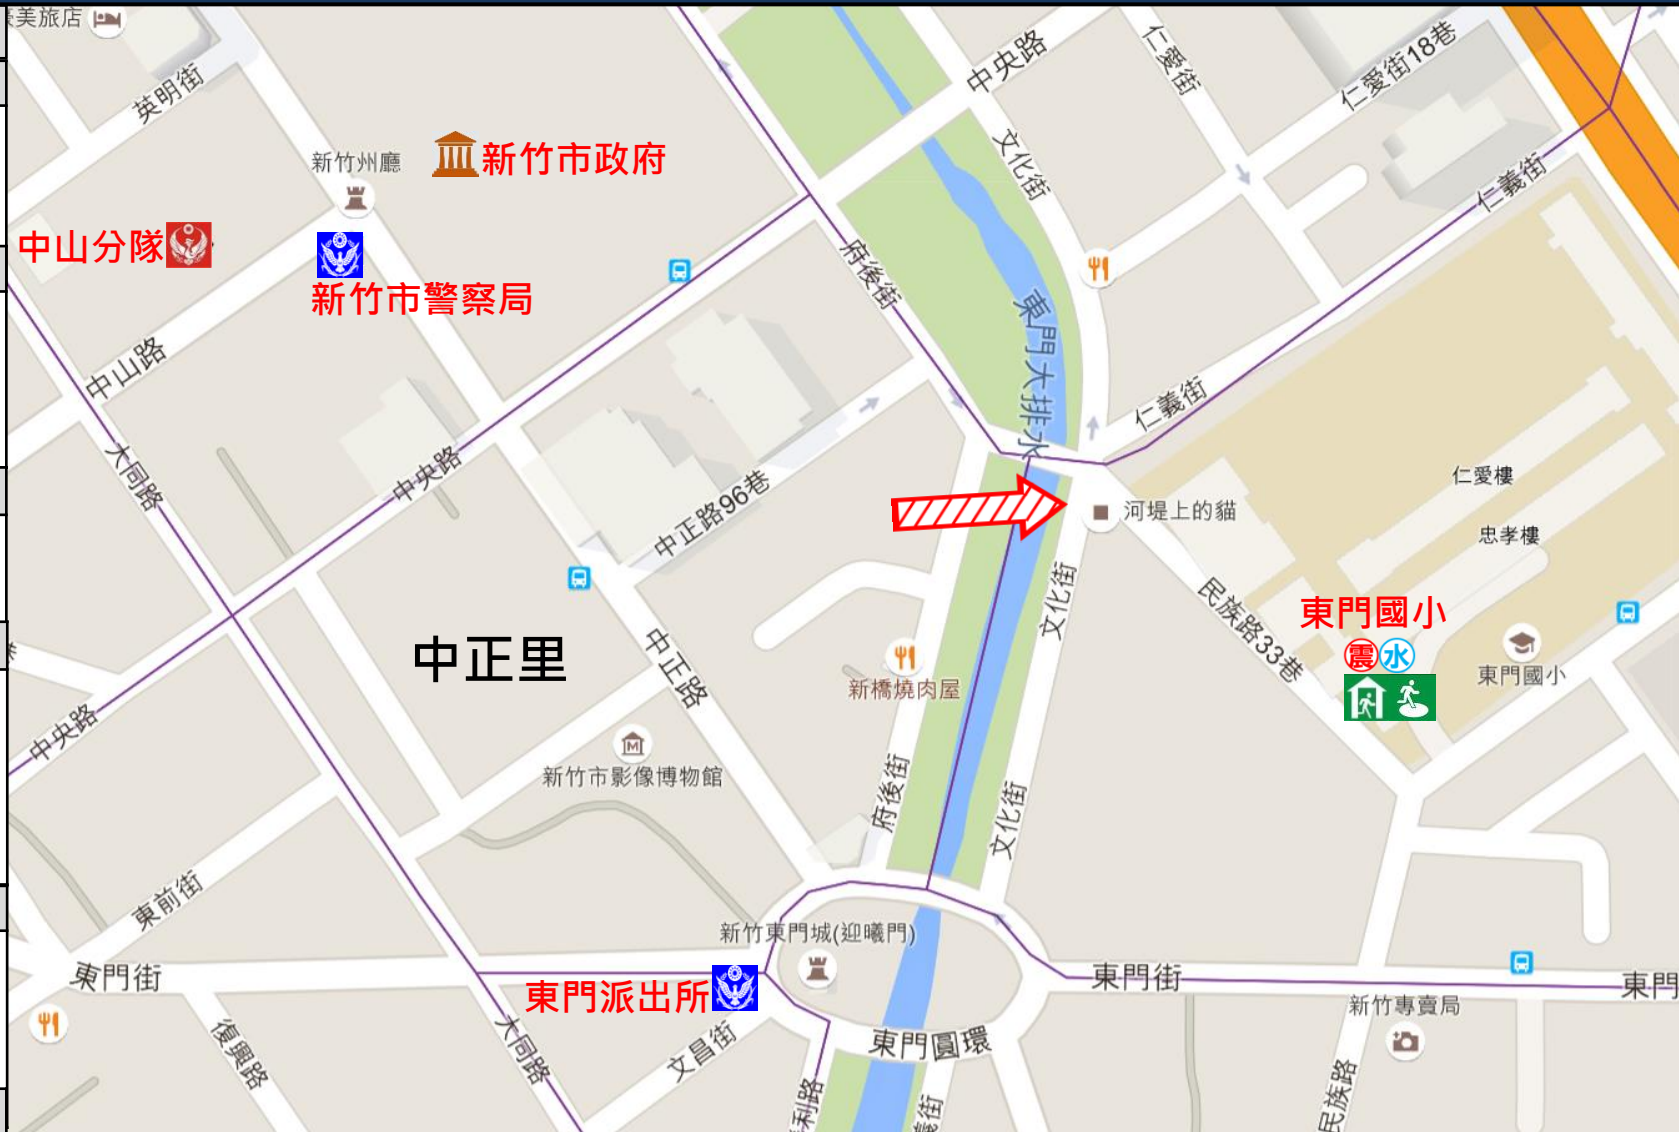 美旅店
英明街
中央路
仁愛街
仁愛街18巷
新竹州廳
新竹市政府
文化街
仁義街
中山分隊
新竹市警察局
府後街
東門大排水
中山路
仁義街
大同路
中央路
中正路96巷
河堤上的貓
仁愛樓
忠孝樓
文化街
民族路33巷
東門國小
震 水
東門國小
中正里
中正路
新橋燒肉屋
中央路
新竹市影像博物館
府後街
文化街
東前街
新竹東門城(迎曦門)
東門街
東門派出所
東門街
東門
新竹專賣局
復興路
大同路
文昌街
東門圓環
民族路
利路
街